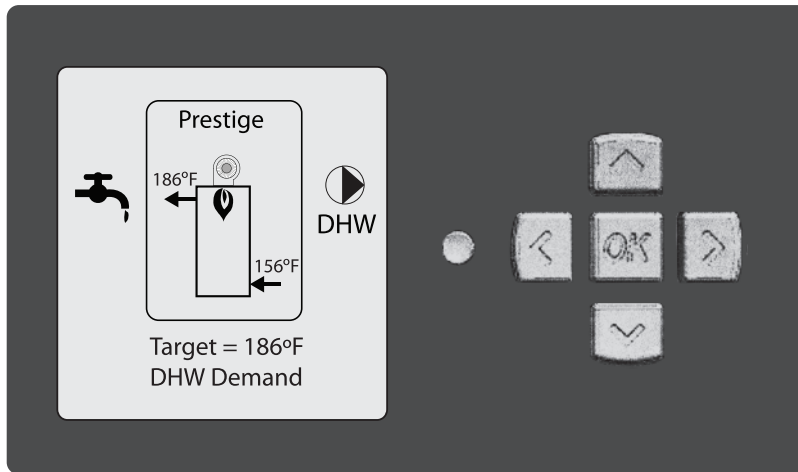 Prestige
186ºF
DHW
156ºF
OK
Target = 186ºF
DHW Demand